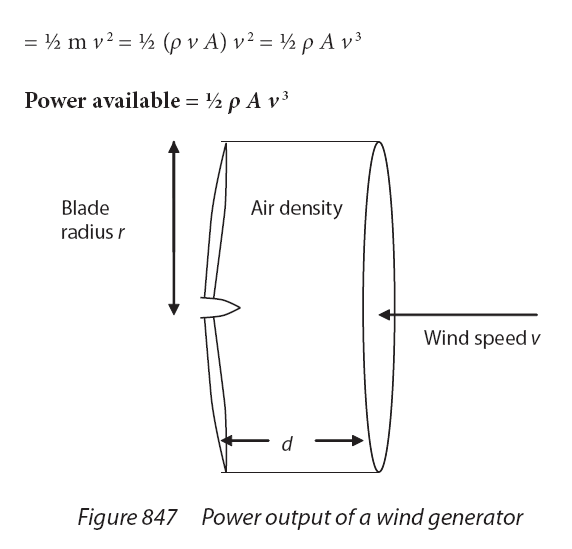 = ½ m v² = ½ (ρ v A) v² = ½ ρ A v³
Power available = ½ ρ A v³
Blade
radius r
Air density
Wind speed v
d
Figure 847 Power output of a wind generator